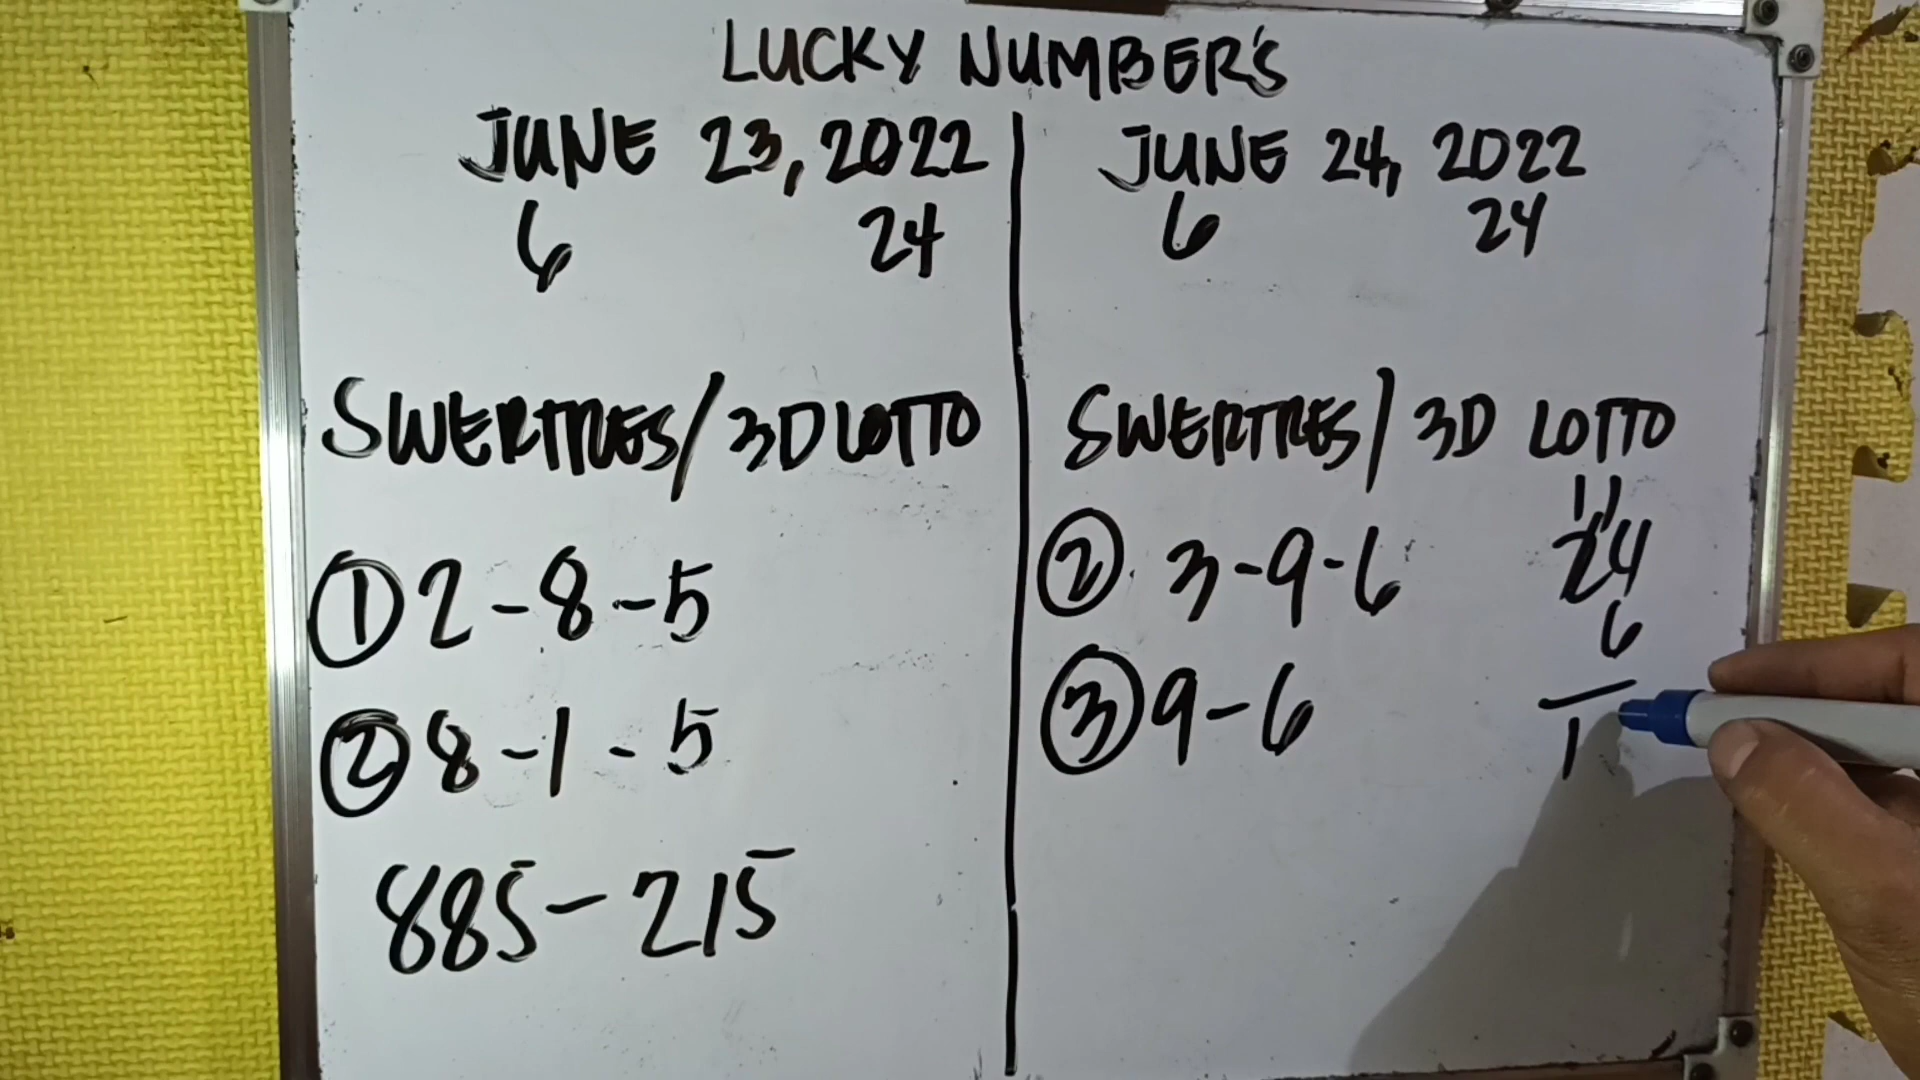 LUCKY NUMBER'S
JUNE 23, 2022
6 24
SWERTRES/3D LOTTO
① 2-8-5
② 8-1-5
885-215
JUNE 24, 2022
6 24
SWERTRES/3D LOTTO
② 3-9-6
③ 9-6
11
24
6
1